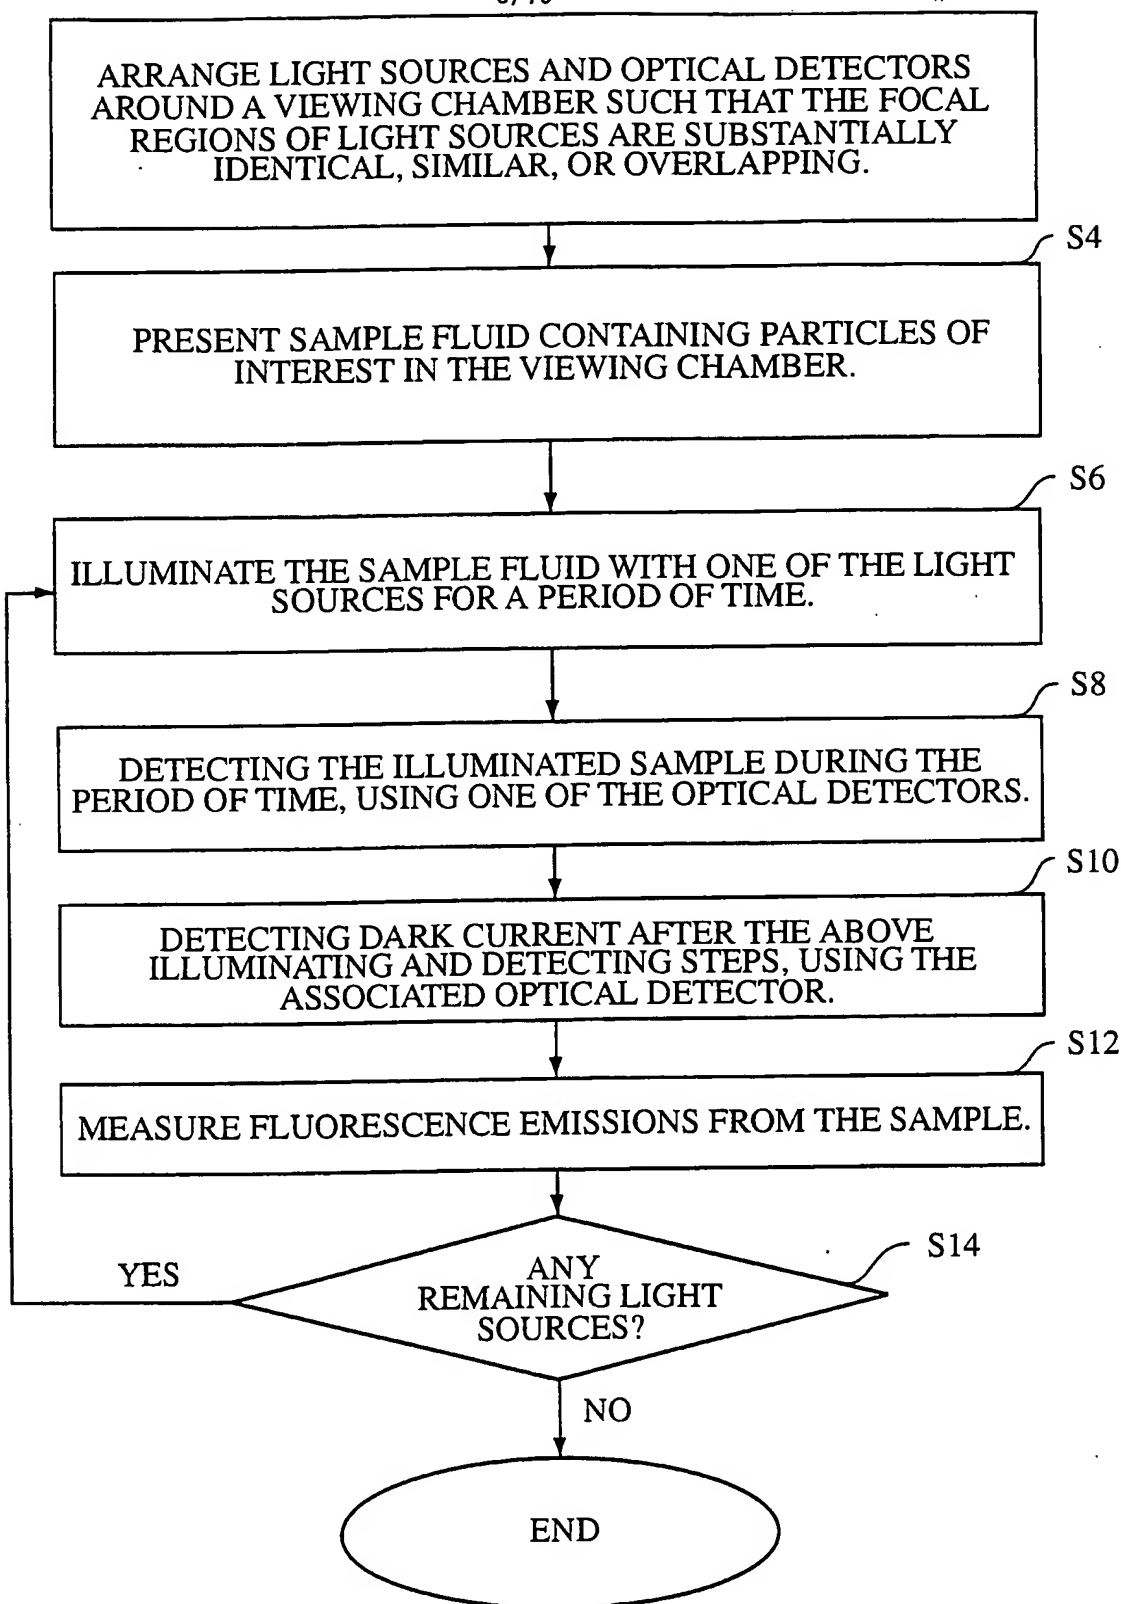 ARRANGE LIGHT SOURCES AND OPTICAL DETECTORS
AROUND A VIEWING CHAMBER SUCH THAT THE FOCAL
REGIONS OF LIGHT SOURCES ARE SUBSTANTIALLY
IDENTICAL, SIMILAR, OR OVERLAPPING.
S4
PRESENT SAMPLE FLUID CONTAINING PARTICLES OF
INTEREST IN THE VIEWING CHAMBER.
S6
ILLUMINATE THE SAMPLE FLUID WITH ONE OF THE LIGHT
SOURCES FOR A PERIOD OF TIME.
S8
DETECTING THE ILLUMINATED SAMPLE DURING THE
PERIOD OF TIME, USING ONE OF THE OPTICAL DETECTORS.
S10
DETECTING DARK CURRENT AFTER THE ABOVE
ILLUMINATING AND DETECTING STEPS, USING THE
ASSOCIATED OPTICAL DETECTOR.
S12
MEASURE FLUORESCENCE EMISSIONS FROM THE SAMPLE.
S14
YES
ANY
REMAINING LIGHT
SOURCES?
NO
END